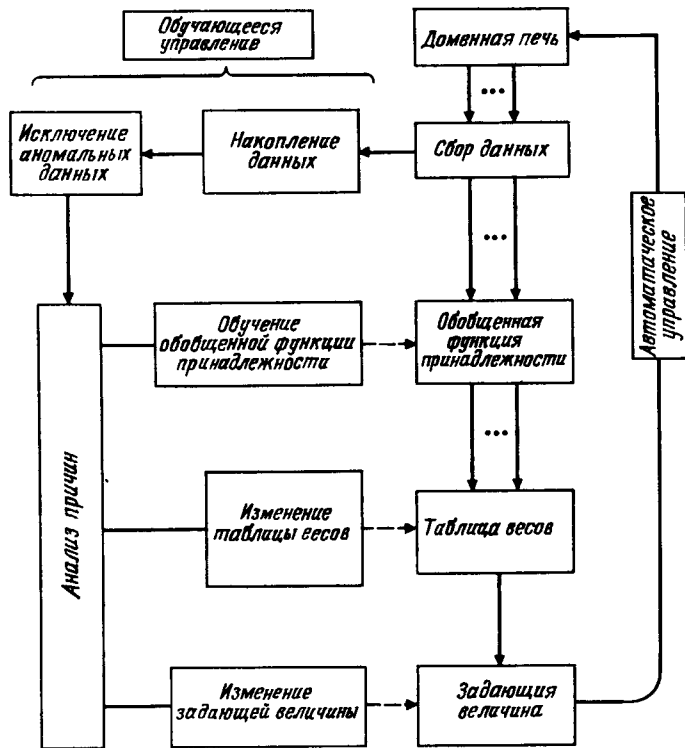 Обучающееся
управление
Доменная печь
Исключение
аномальных
данных
Накопление
данных
Сбор данных
Автоматическое
управление
Обучение
обобщенной функции
принадлежности
Обобщенная
функция
принадлежности
Анализ причин
Изменение
таблицы весов
Таблица весов
Изменение
задающей величины
Задающия
величина